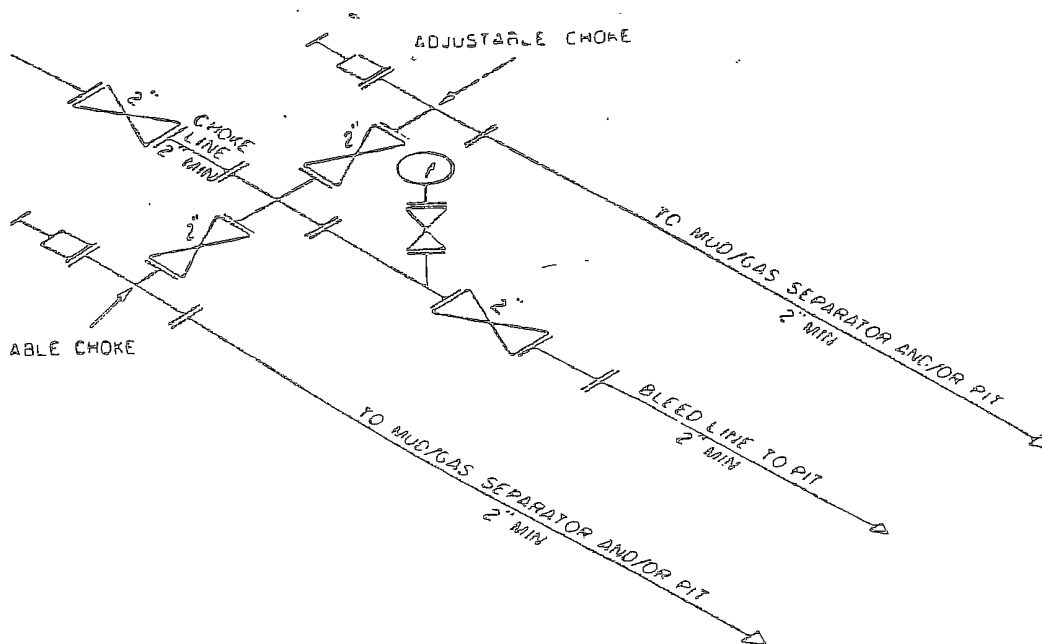 ADJUSTABLE CHOKE
2"
CHOKE
LINE
2" MIN
2"
P
2"
2"
ABLE CHOKE
TO MUD/GAS SEPARATOR AND/OR PIT
2" MIN
BLEED LINE TO PIT
2" MIN
TO MUD/GAS SEPARATOR AND/OR PIT
2" MIN